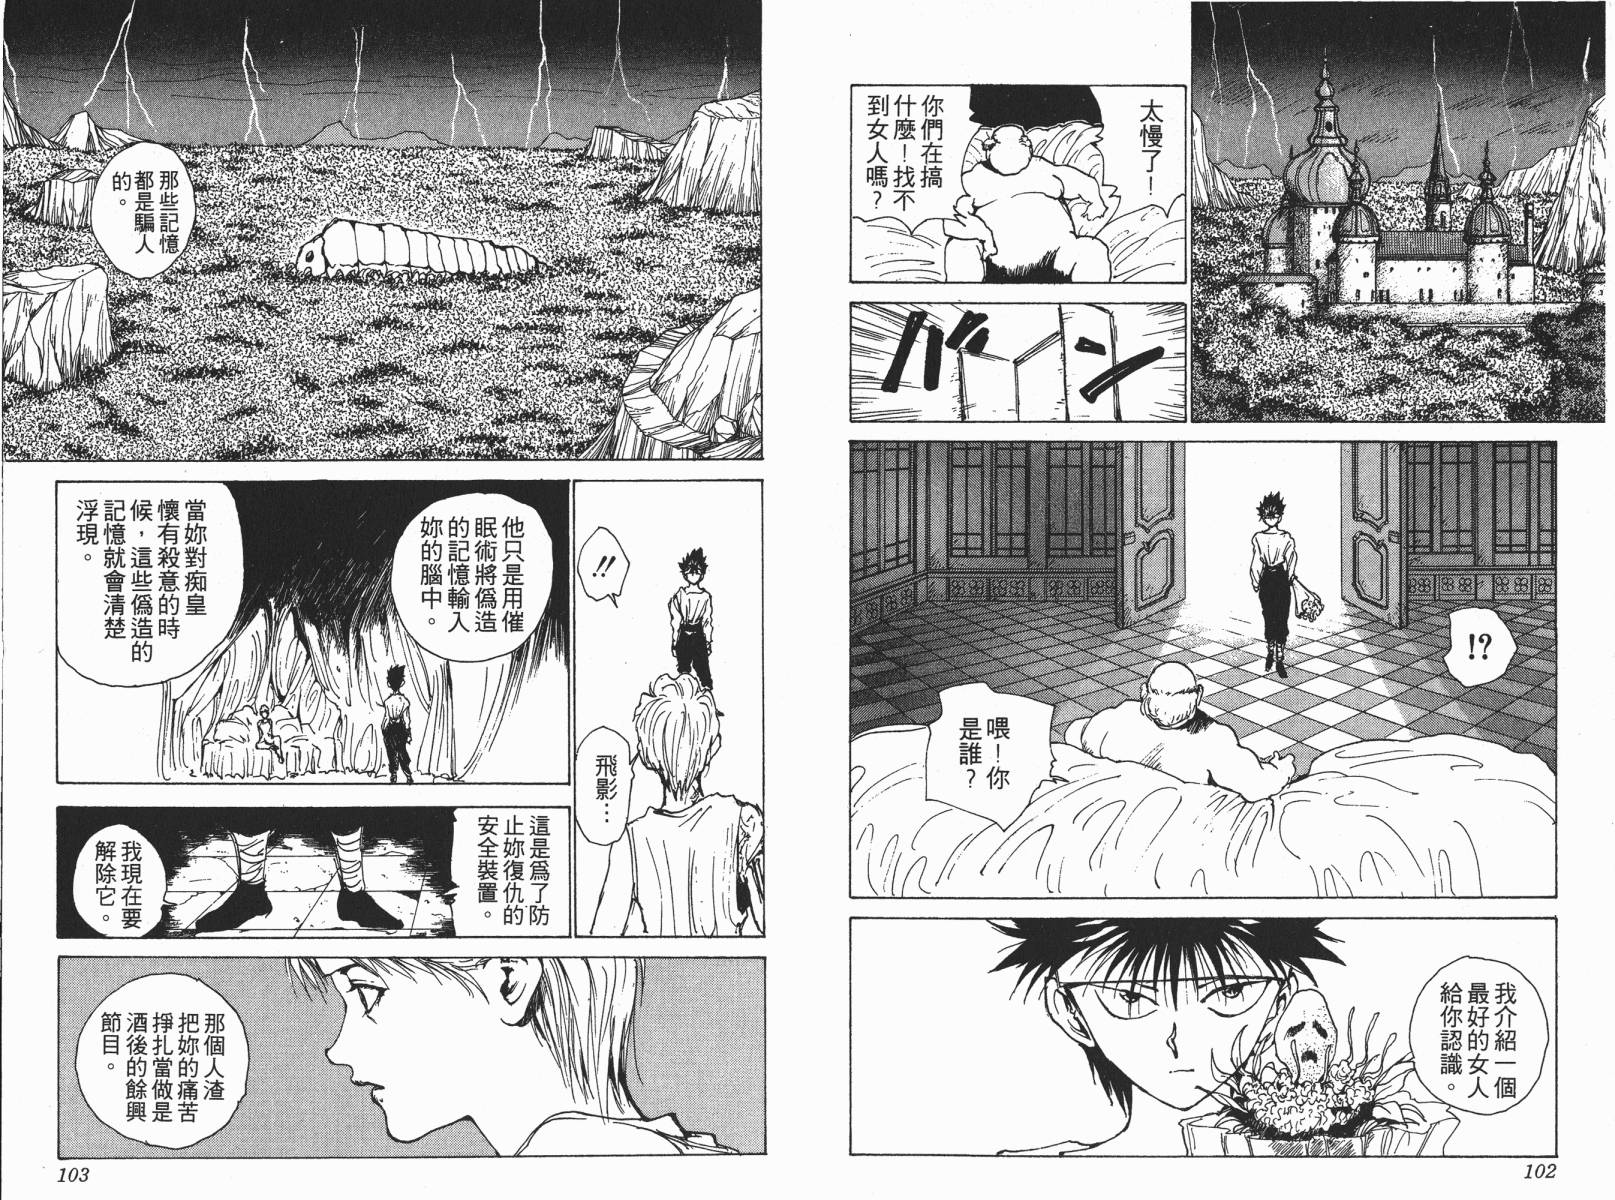 太慢了！
你們在搞
什麼！找不
到女人嗎？
バーン
!?
喂！你
是誰？
我介紹一個
最好的女人
給你認識。
102
那些記憶
都是騙人
的。
!!
飛影…
他只是用催
眠術將偽造
的記憶輸入
妳的腦中。
當妳對痴皇
懷有殺意的時
候，這些偽造的
記憶就會清楚
浮現。
這是爲了防
止妳復仇的
安全裝置。
我現在要
解除它。
那個人渣
把妳的痛苦
掙扎當做是
酒後的餘興
節目。
103